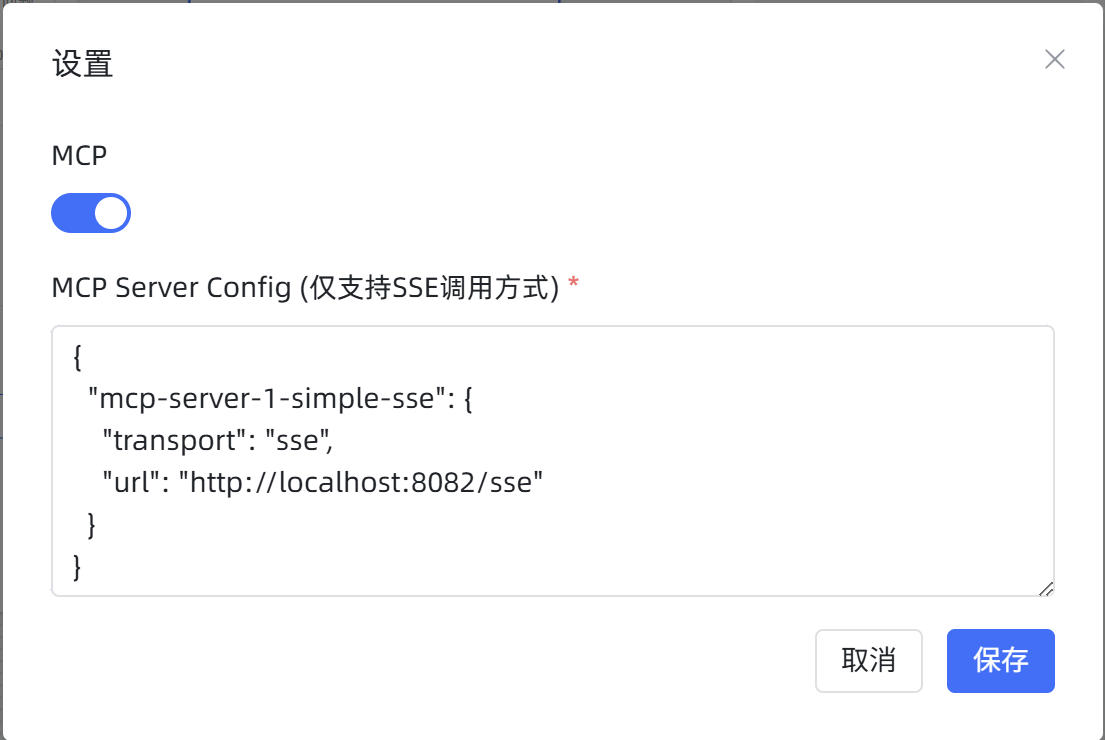 设置
MCP
MCP Server Config (仅支持SSE调用方式) *
{
  "mcp-server-1-simple-sse": {
    "transport": "sse",
    "url": "http://localhost:8082/sse"
  }
}
取消
保存